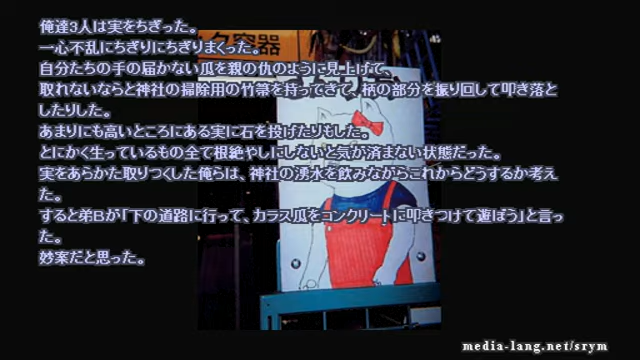 俺達3人は実をちぎった。
一心不乱にちぎりにちぎりまくった。
自分たちの手の届かない瓜を親の仇のように見上げて、
取れないならと神社の掃除用の竹箒を持ってきて、柄の部分を振り回して叩き落と
したりした。
あまりにも高いところにある実に石を投げたりもした。
とにかく生っているもの全て根絶やしにしないと気が済まない状態だった。
実をあらかた取りつくした俺らは、神社の湧水を飲みながらこれからどうするか考え
た。
すると弟Bが「下の道路に行って、カラス瓜をコンクリートに叩きつけて遊ぼう」と言っ
た。
妙案だと思った。
ック容器
media-lang.net/srym